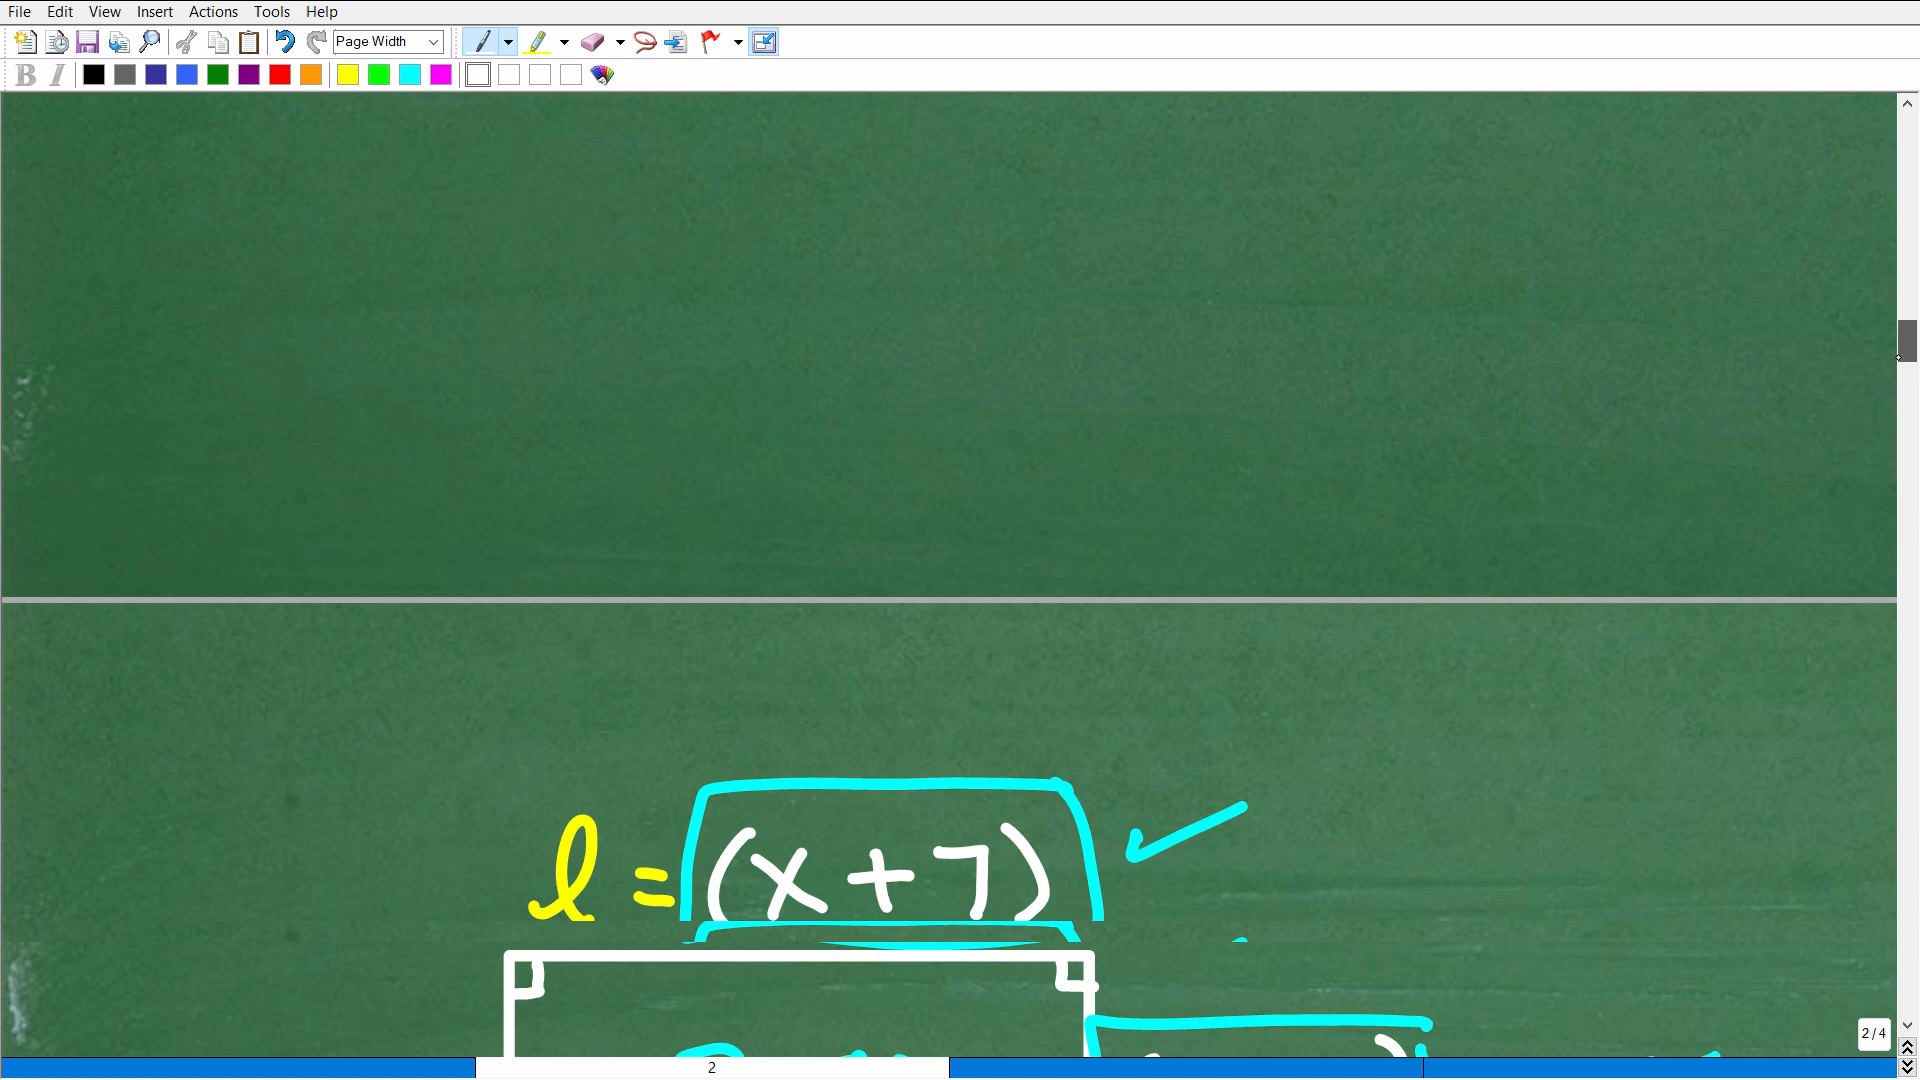 File Edit View Insert Actions Tools Help
Page Width
B I
l = (x + 7)
2 / 4
2